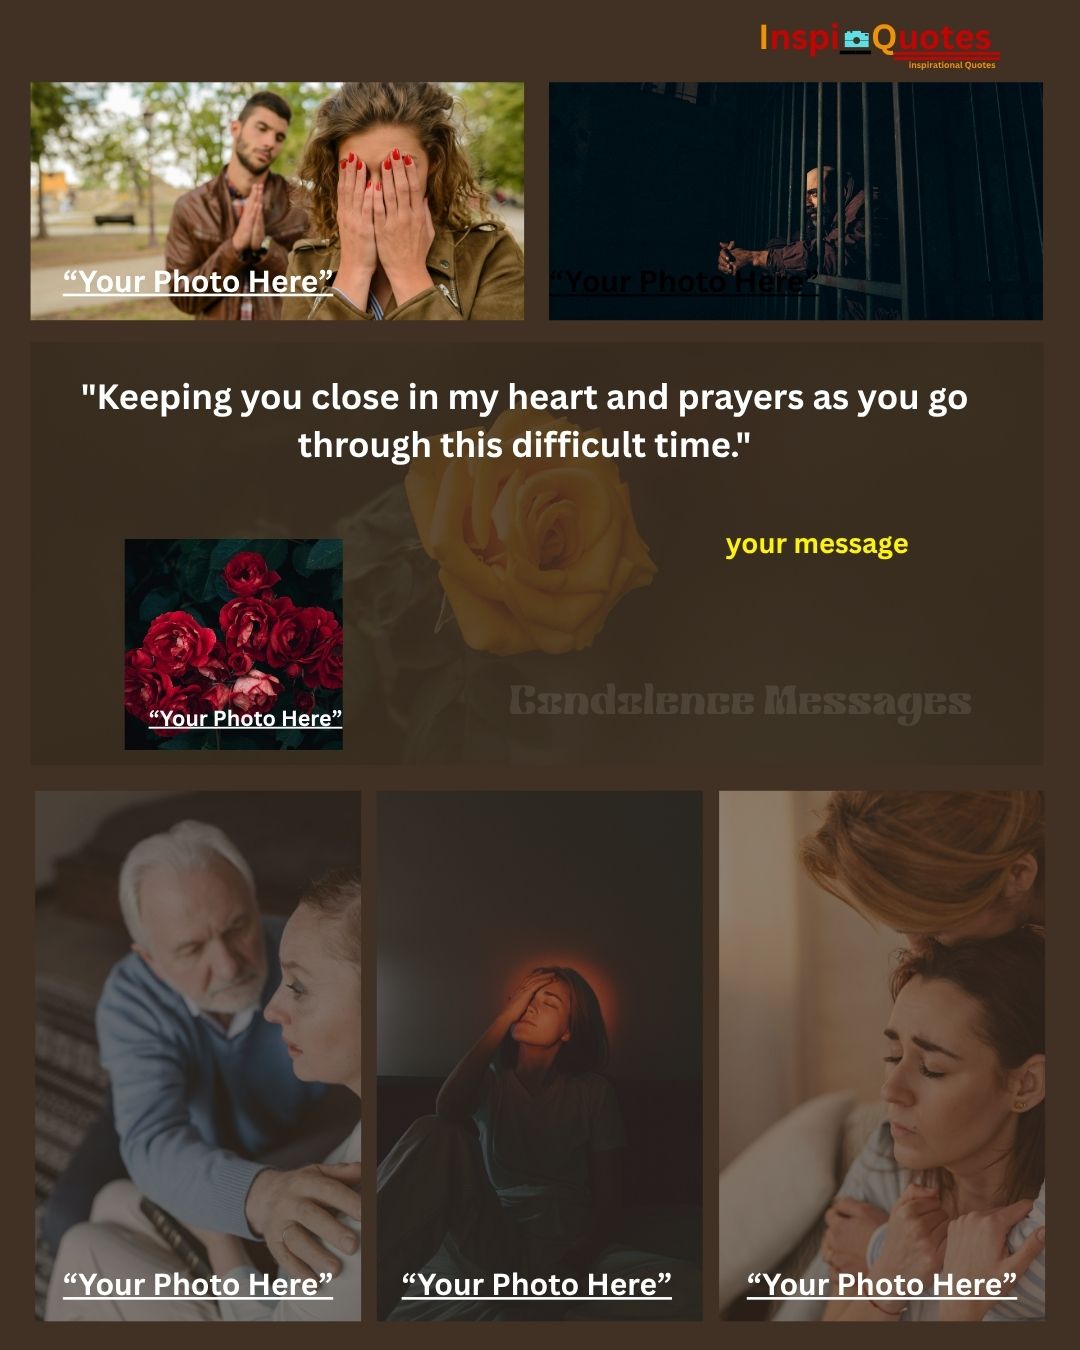 InspiQuotes
inspirational Quotes
“Your Photo Here”
“Your Photo Here”
"Keeping you close in my heart and prayers as you go
through this difficult time."
your message
“Your Photo Here”
Condolence Messages
“Your Photo Here”
“Your Photo Here”
“Your Photo Here”